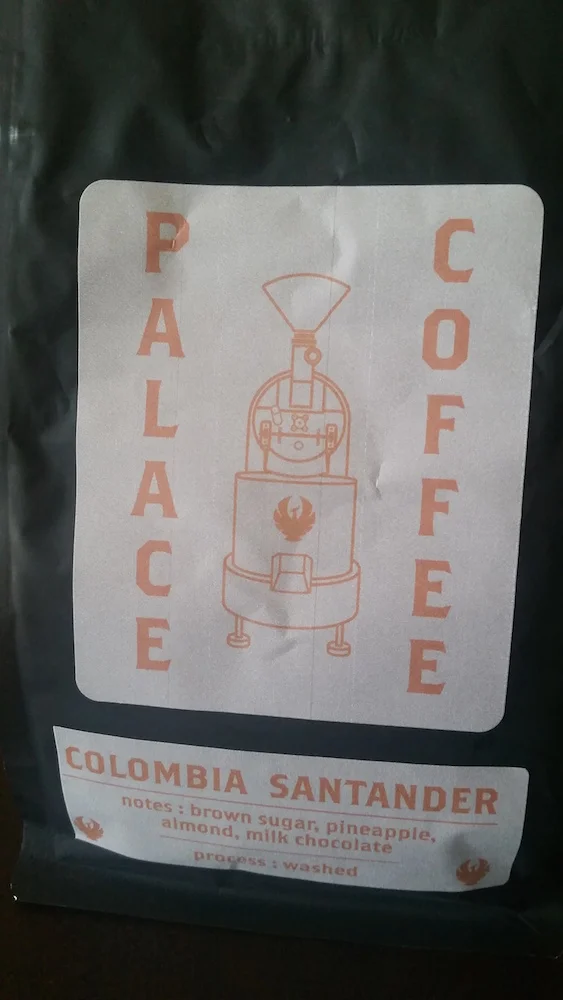 PALACE
COFFEE
COLOMBIA SANTANDER
notes : brown sugar, pineapple,
almond, milk chocolate
process : washed